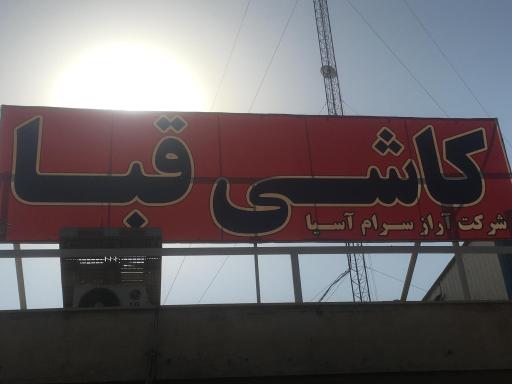 کاشی قبا
شرکت آراز سرام آسیا